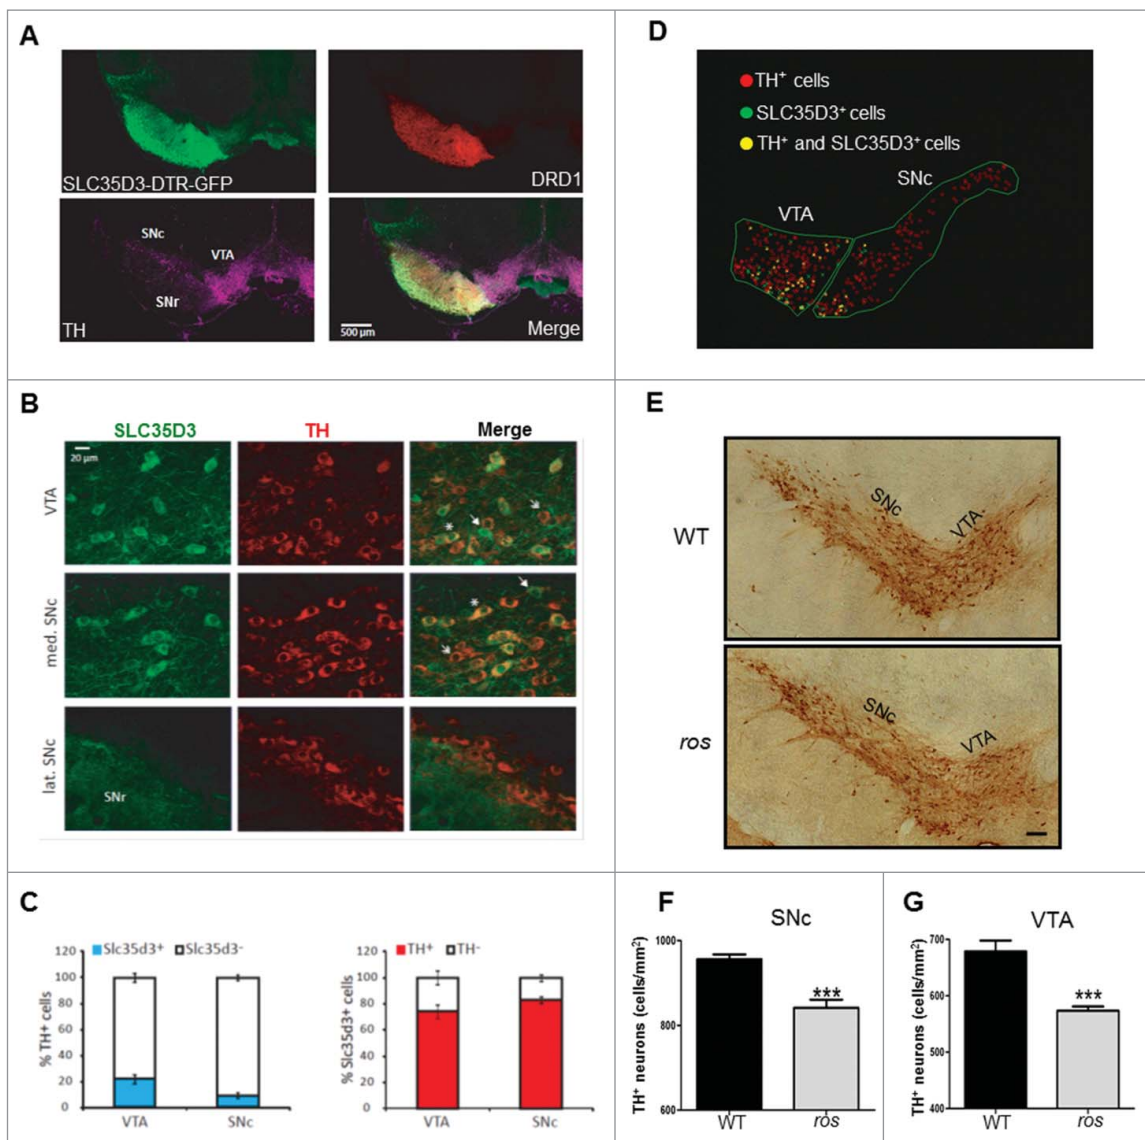 A
SLC35D3-DTR-GFP
DRD1
SNc
VTA
SNr
TH
500 µm
Merge
D
TH⁺ cells
SLC35D3⁺ cells
TH⁺ and SLC35D3⁺ cells
SNc
VTA
B
SLC35D3 TH Merge
20 µm
VTA
*
med. SNc
*
lat. SNc
SNr
E
WT
SNc
VTA
ros
SNc
VTA
C
Slc35d3⁺ Slc35d3⁻
% TH+ cells
120
100
80
60
40
20
0
VTA SNc
TH⁺ TH⁻
% Slc35d3+ cells
120
100
80
60
40
20
0
VTA SNc
F
SNc
TH⁺ neurons (cells/mm²)
1000
800
600
***
WT ros
G
VTA
TH⁺ neurons (cells/mm²)
700
600
500
400
***
WT ros